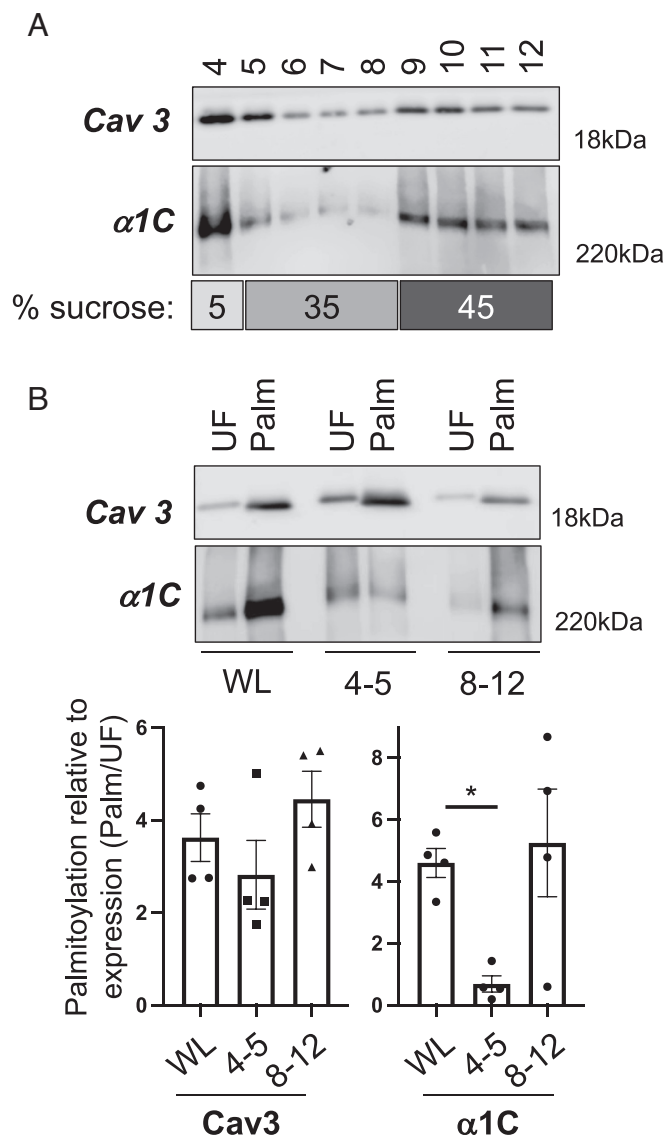 A
4 5 6 7 8 9 10 11 12
Cav 3
18kDa
α1C
220kDa
% sucrose: 5 35 45
B
UF Palm UF Palm UF Palm
Cav 3
18kDa
α1C
220kDa
WL 4-5 8-12
Palmitoylation relative to
expression (Palm/UF)
6
4
2
0
WL 4-5 8-12
Cav3
8
6
4
2
0
*
WL 4-5 8-12
α1C